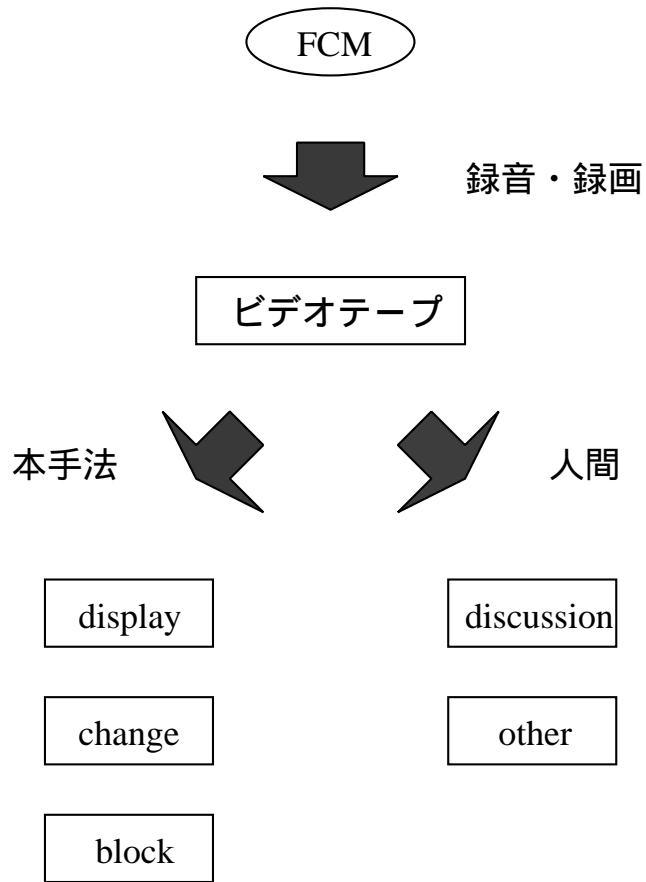 FCM
録音・録画
ビデオテープ
本手法
人間
display
discussion
change
other
block